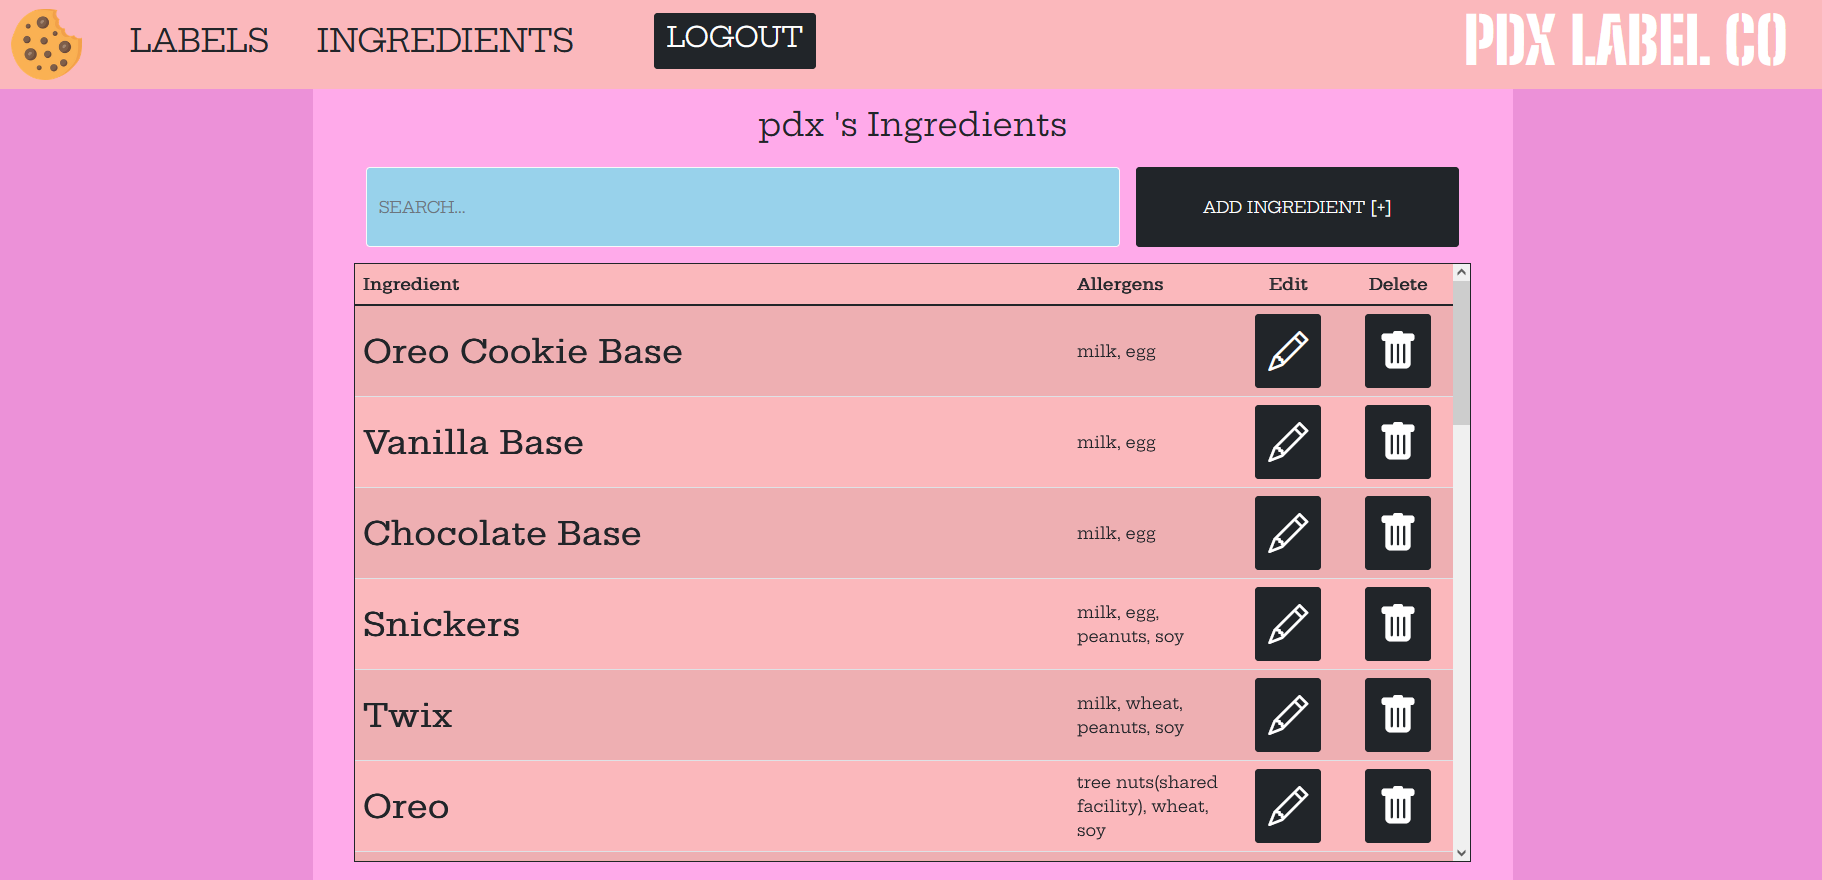 LABELS INGREDIENTS LOGOUT PDX LABEL CO
pdx 's Ingredients
SEARCH... ADD INGREDIENT [+]
Ingredient Allergens Edit Delete
Oreo Cookie Base milk, egg
Vanilla Base milk, egg
Chocolate Base milk, egg
Snickers milk, egg,
peanuts, soy
Twix milk, wheat,
peanuts, soy
Oreo tree nuts(shared
facility), wheat,
soy